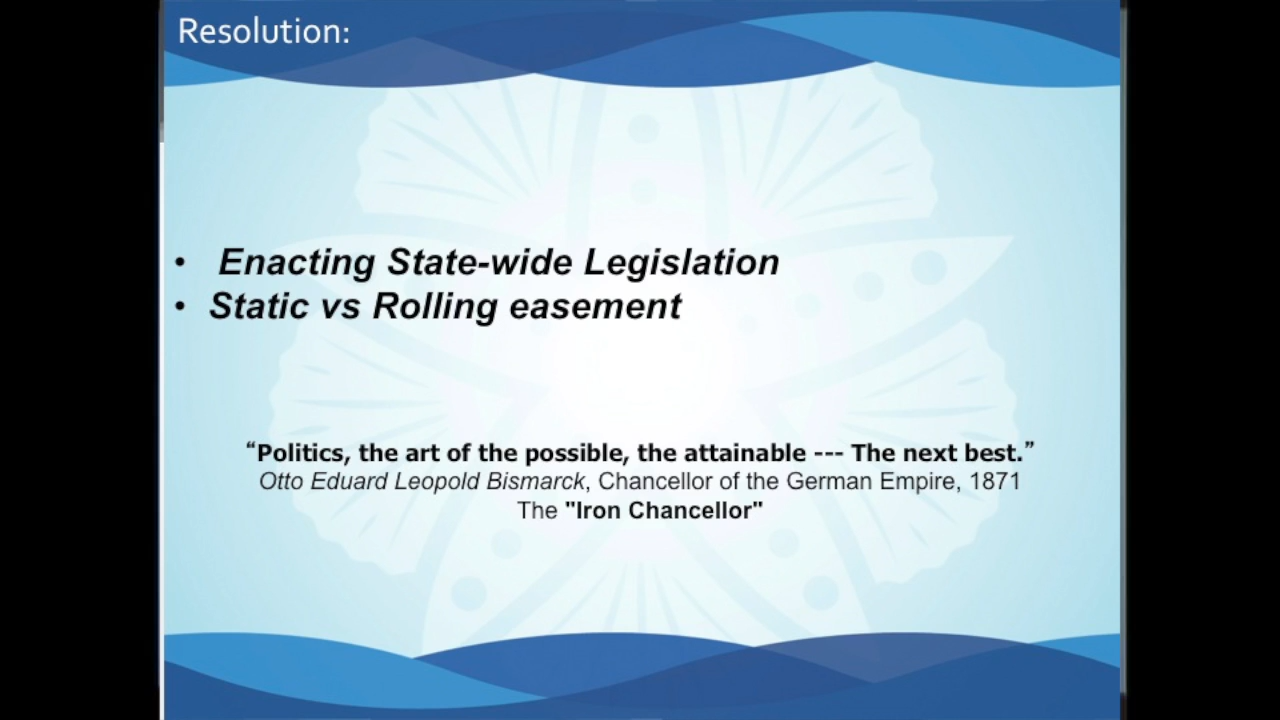 Resolution:
• Enacting State-wide Legislation
• Static vs Rolling easement
“Politics, the art of the possible, the attainable --- The next best.”
Otto Eduard Leopold Bismarck, Chancellor of the German Empire, 1871
The "Iron Chancellor"